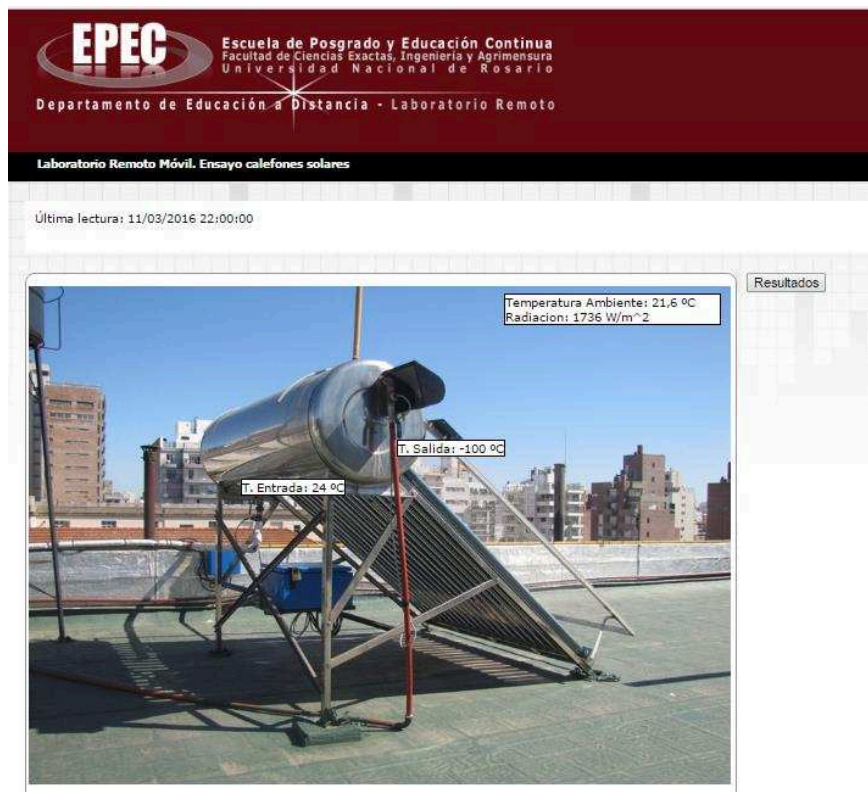 EPEC
Escuela de Posgrado y Educación Continua
Facultad de Ciencias Exactas, Ingeniería y Agrimensura
Universidad Nacional de Rosario
Departamento de Educación a Distancia - Laboratorio Remoto
Laboratorio Remoto Móvil. Ensayo calefones solares
Última lectura: 11/03/2016 22:00:00
Resultados
Temperatura Ambiente: 21,6 ºC
Radiacion: 1736 W/m^2
T. Salida: -100 ºC
T. Entrada: 24 ºC